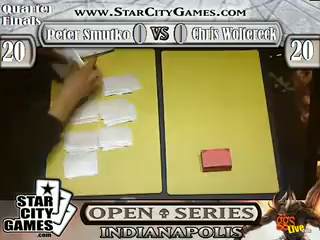 Quarter
Finals
www.StarCityGames.com
Peter Smutko VS Chris Woltereck
20
20
STAR
CITY
GAMES.com
OPEN SERIES
INDIANAPOLIS
ggs
Live